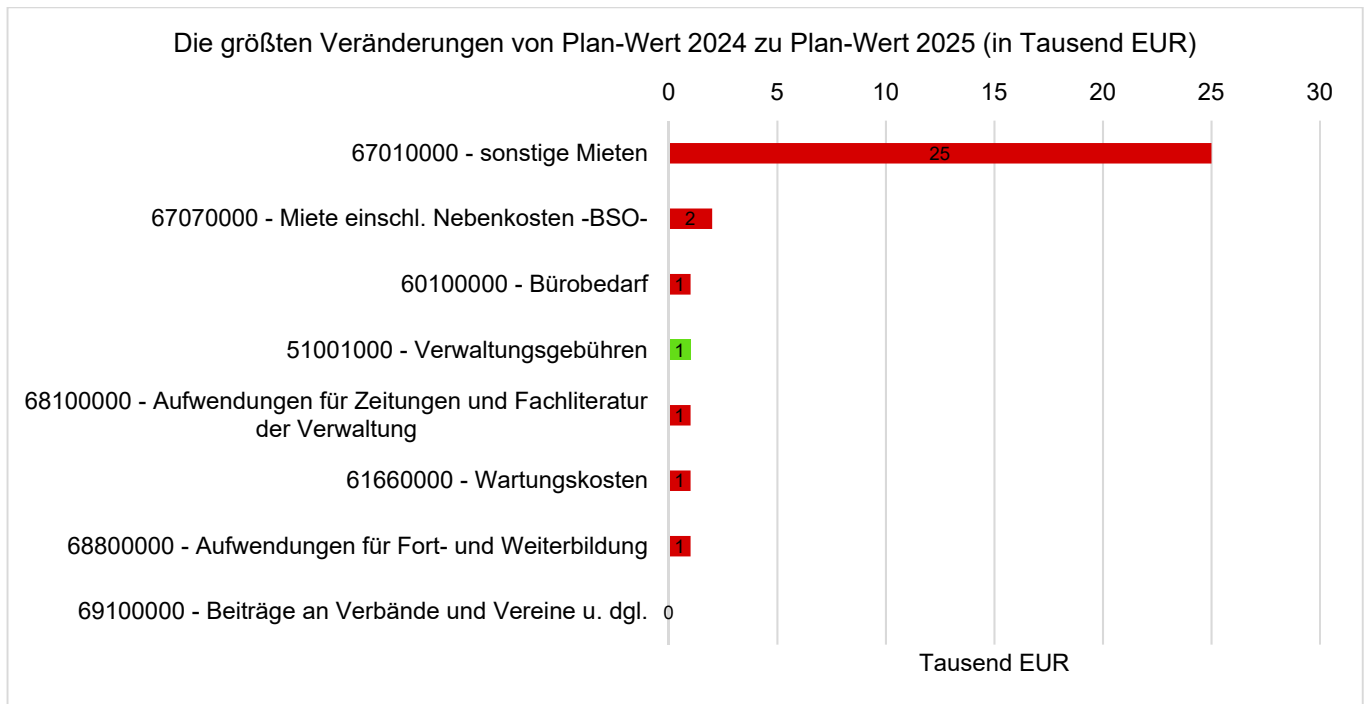 Die größten Veränderungen von Plan-Wert 2024 zu Plan-Wert 2025 (in Tausend EUR)
0 5 10 15 20 25 30
67010000 - sonstige Mieten 25
67070000 - Miete einschl. Nebenkosten -BSO- 2
60100000 - Bürobedarf 1
51001000 - Verwaltungsgebühren 1
68100000 - Aufwendungen für Zeitungen und Fachliteratur
der Verwaltung 1
61660000 - Wartungskosten 1
68800000 - Aufwendungen für Fort- und Weiterbildung 1
69100000 - Beiträge an Verbände und Vereine u. dgl. 0
Tausend EUR